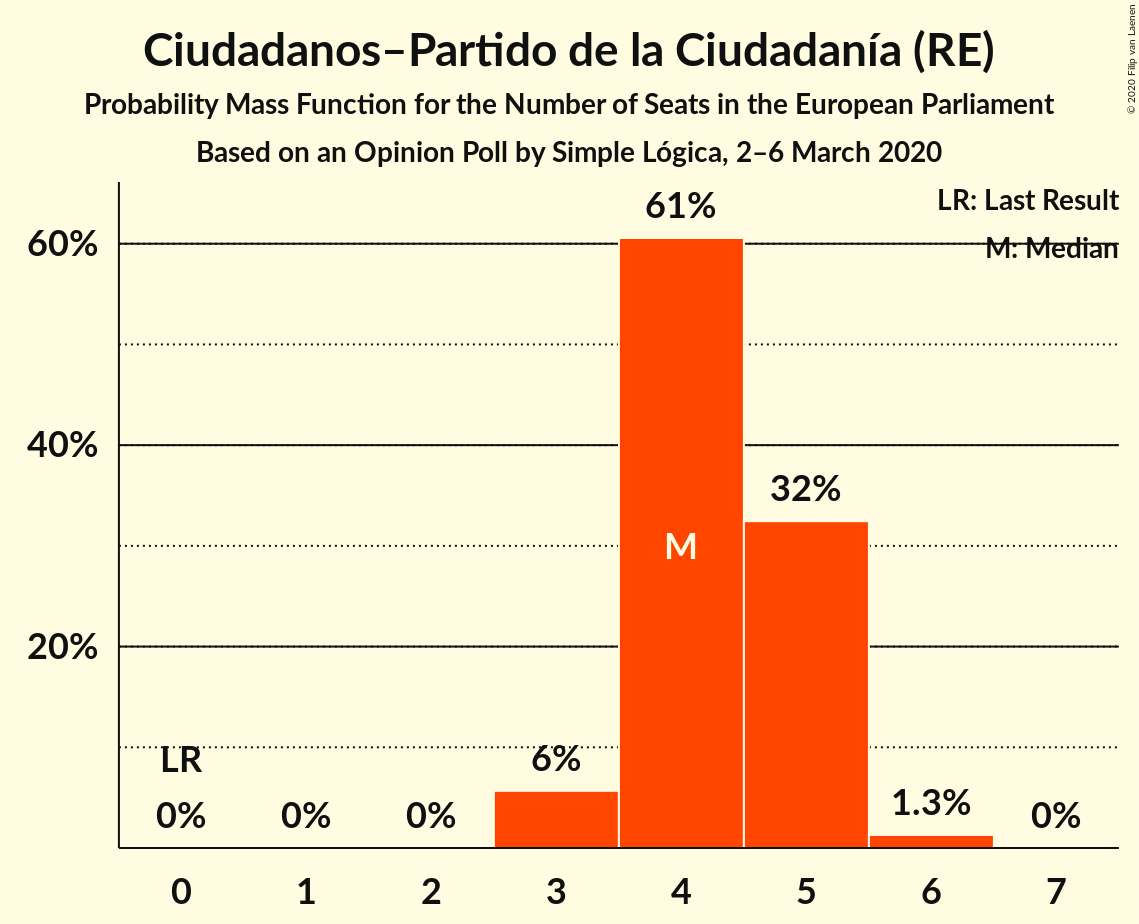 Ciudadanos–Partido de la Ciudadanía (RE)
Probability Mass Function for the Number of Seats in the European Parliament
Based on an Opinion Poll by Simple Lógica, 2–6 March 2020
© 2020 Filip van Laenen
LR: Last Result
M: Median
61%
60%
40%
32%
M
20%
LR
6%
0%
0%
0%
1.3%
0%
0 1 2 3 4 5 6 7